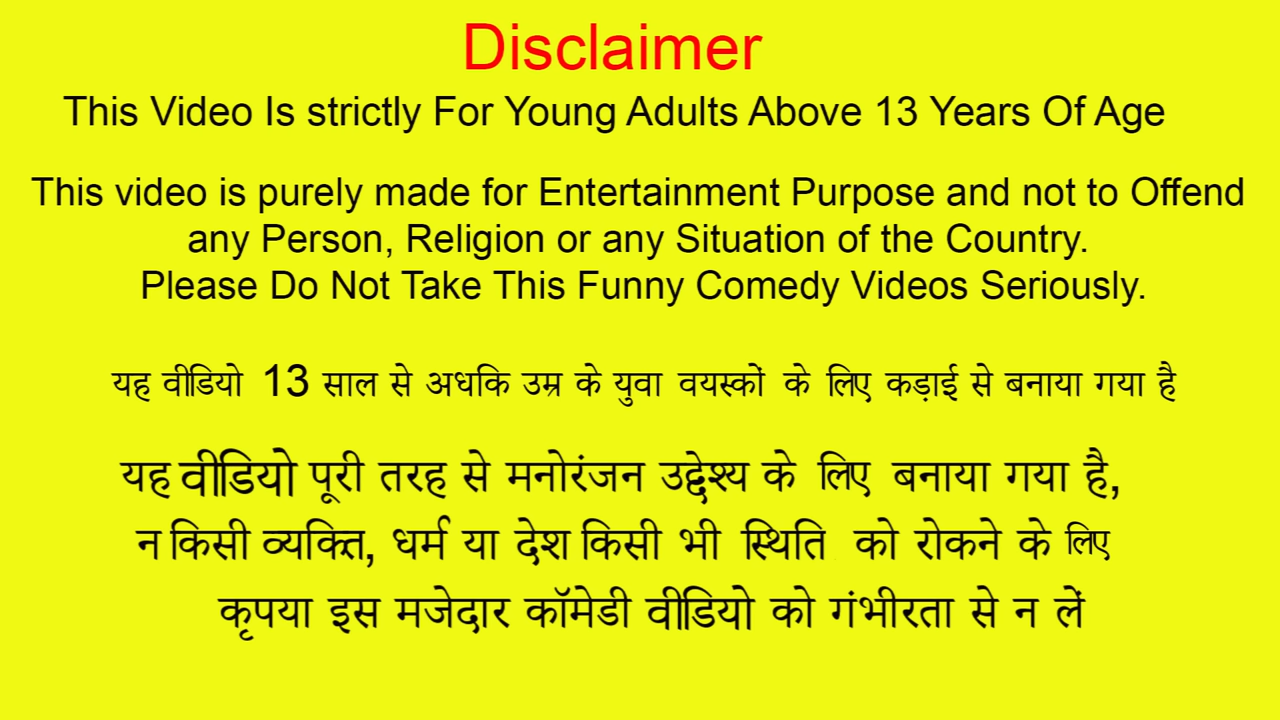 Disclaimer
This Video Is strictly For Young Adults Above 13 Years Of Age
This video is purely made for Entertainment Purpose and not to Offend
any Person, Religion or any Situation of the Country.
Please Do Not Take This Funny Comedy Videos Seriously.
यह वीडियो 13 साल से अधकि उम्र के युवा वयस्कों के लिए कड़ाई से बनाया गया है
यह वीडियो पूरी तरह से मनोरंजन उद्देश्य के लिए बनाया गया है,
न किसी व्यक्ति, धर्म या देश किसी भी स्थिति को रोकने के लिए
कृपया इस मजेदार कॉमेडी वीडियो को गंभीरता से न लें